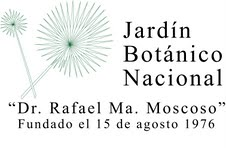 Jardín
Botánico
Nacional
“Dr. Rafael Ma. Moscoso”
Fundado el 15 de agosto 1976